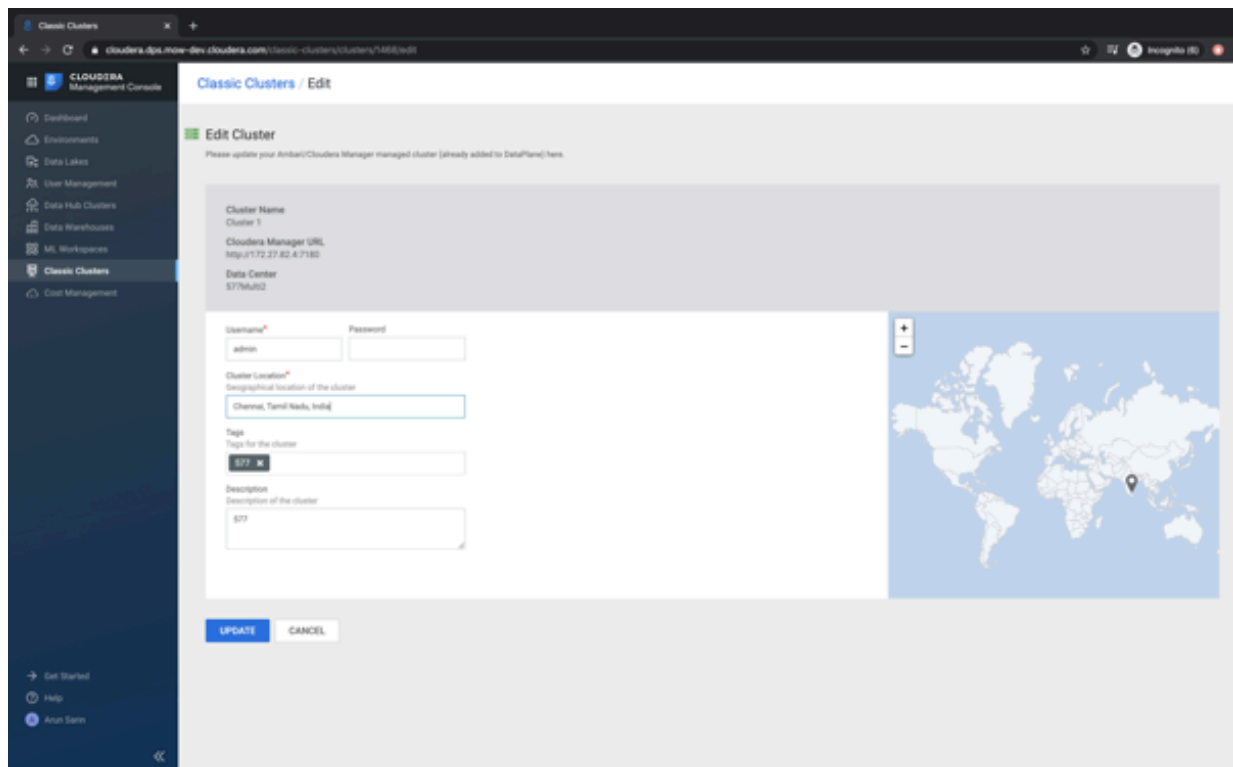 Classic Clusters
cloudera.dps.mow-dev.cloudera.com/classic-clusters/clusters/1468/edit
Incognito (6)
CLOUDERA
Management Console
Classic Clusters / Edit
Dashboard
Environments
Data Lakes
User Management
Data Hub Clusters
Data Warehouses
ML Workspaces
Classic Clusters
Cost Management
Edit Cluster
Please update your Ambari/Cloudera Manager managed cluster (already added to DataPlane) here.
Cluster Name
Cluster 1
Cloudera Manager URL
http://172.27.82.4:7180
Data Center
577Multi2
Username* Password
admin
Cluster Location*
Geographical location of the cluster
Chennai, Tamil Nadu, India
Tags
Tags for the cluster
577 ×
Description
Description of the cluster
577
+
−
UPDATE CANCEL
Get Started
Help
A Arun Sarin